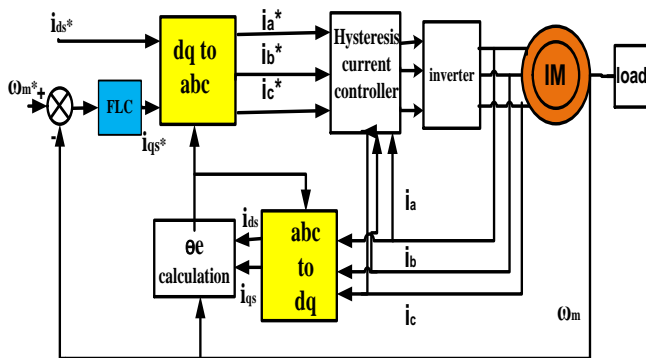 ids*
ωm*
+
-
FLC
iqs*
dq to
abc
ia*
ib*
ic*
Hysteresis
current
controller
inverter
IM
load
ia
ib
ic
ids
iqs
θe
calculation
abc
to
dq
ωm